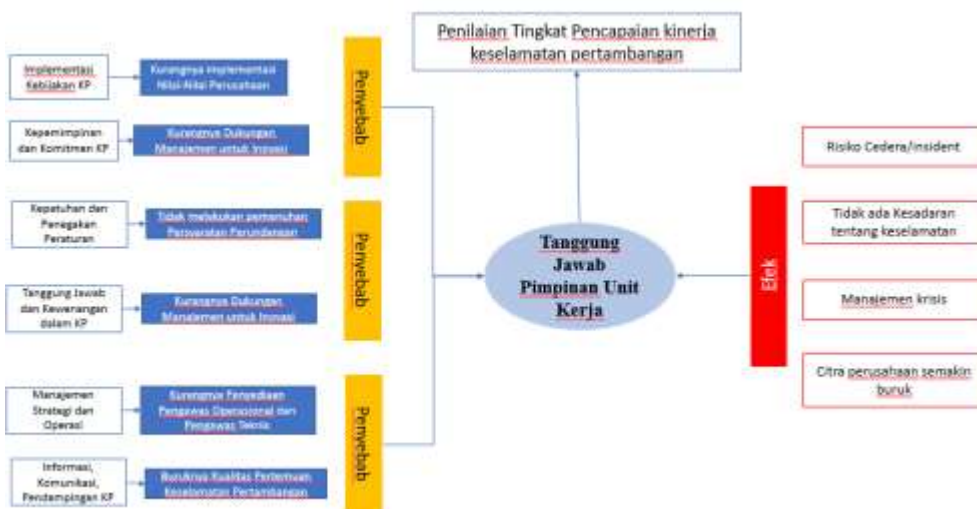 Penilaian Tingkat Pencapaian kinerja
keselamatan pertambangan
Implementasi
Kebijakan KP
Kurangnya Implementasi
Nilai-Nilai Perusahaan
Kepemimpinan
dan Komitmen KP
Kurangnya Dukungan
Manajemen untuk Inovasi
Penyebab
Kepatuhan dan
Penegakan
Peraturan
Tidak melakukan pemenuhan
Persyaratan Perundangan
Tanggung Jawab
dan Kewenangan
dalam KP
Kurangnya Dukungan
Manajemen untuk Inovasi
Penyebab
Manajemen
Strategi dan
Operasi
Kurangnya Penyediaan
Pengawas Operasional dan
Pengawas Teknis
Informasi,
Komunikasi,
Pendampingan KP
Buruknya Kualitas Pertemuan
Keselamatan Pertambangan
Penyebab
Tanggung
Jawab
Pimpinan Unit
Kerja
Efek
Risiko Cedera/insident
Tidak ada Kesadaran
tentang keselamatan
Manajemen krisis
Citra perusahaan semakin
buruk